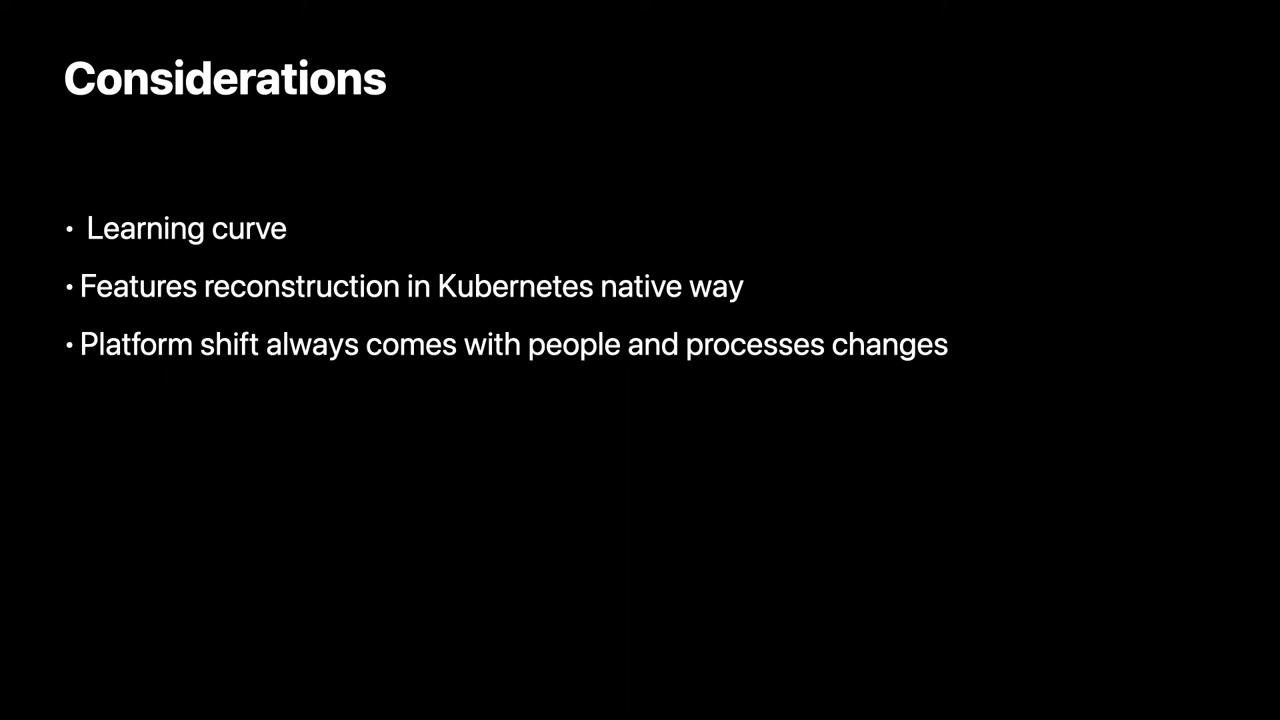 Considerations
• Learning curve
• Features reconstruction in Kubernetes native way
• Platform shift always comes with people and processes changes